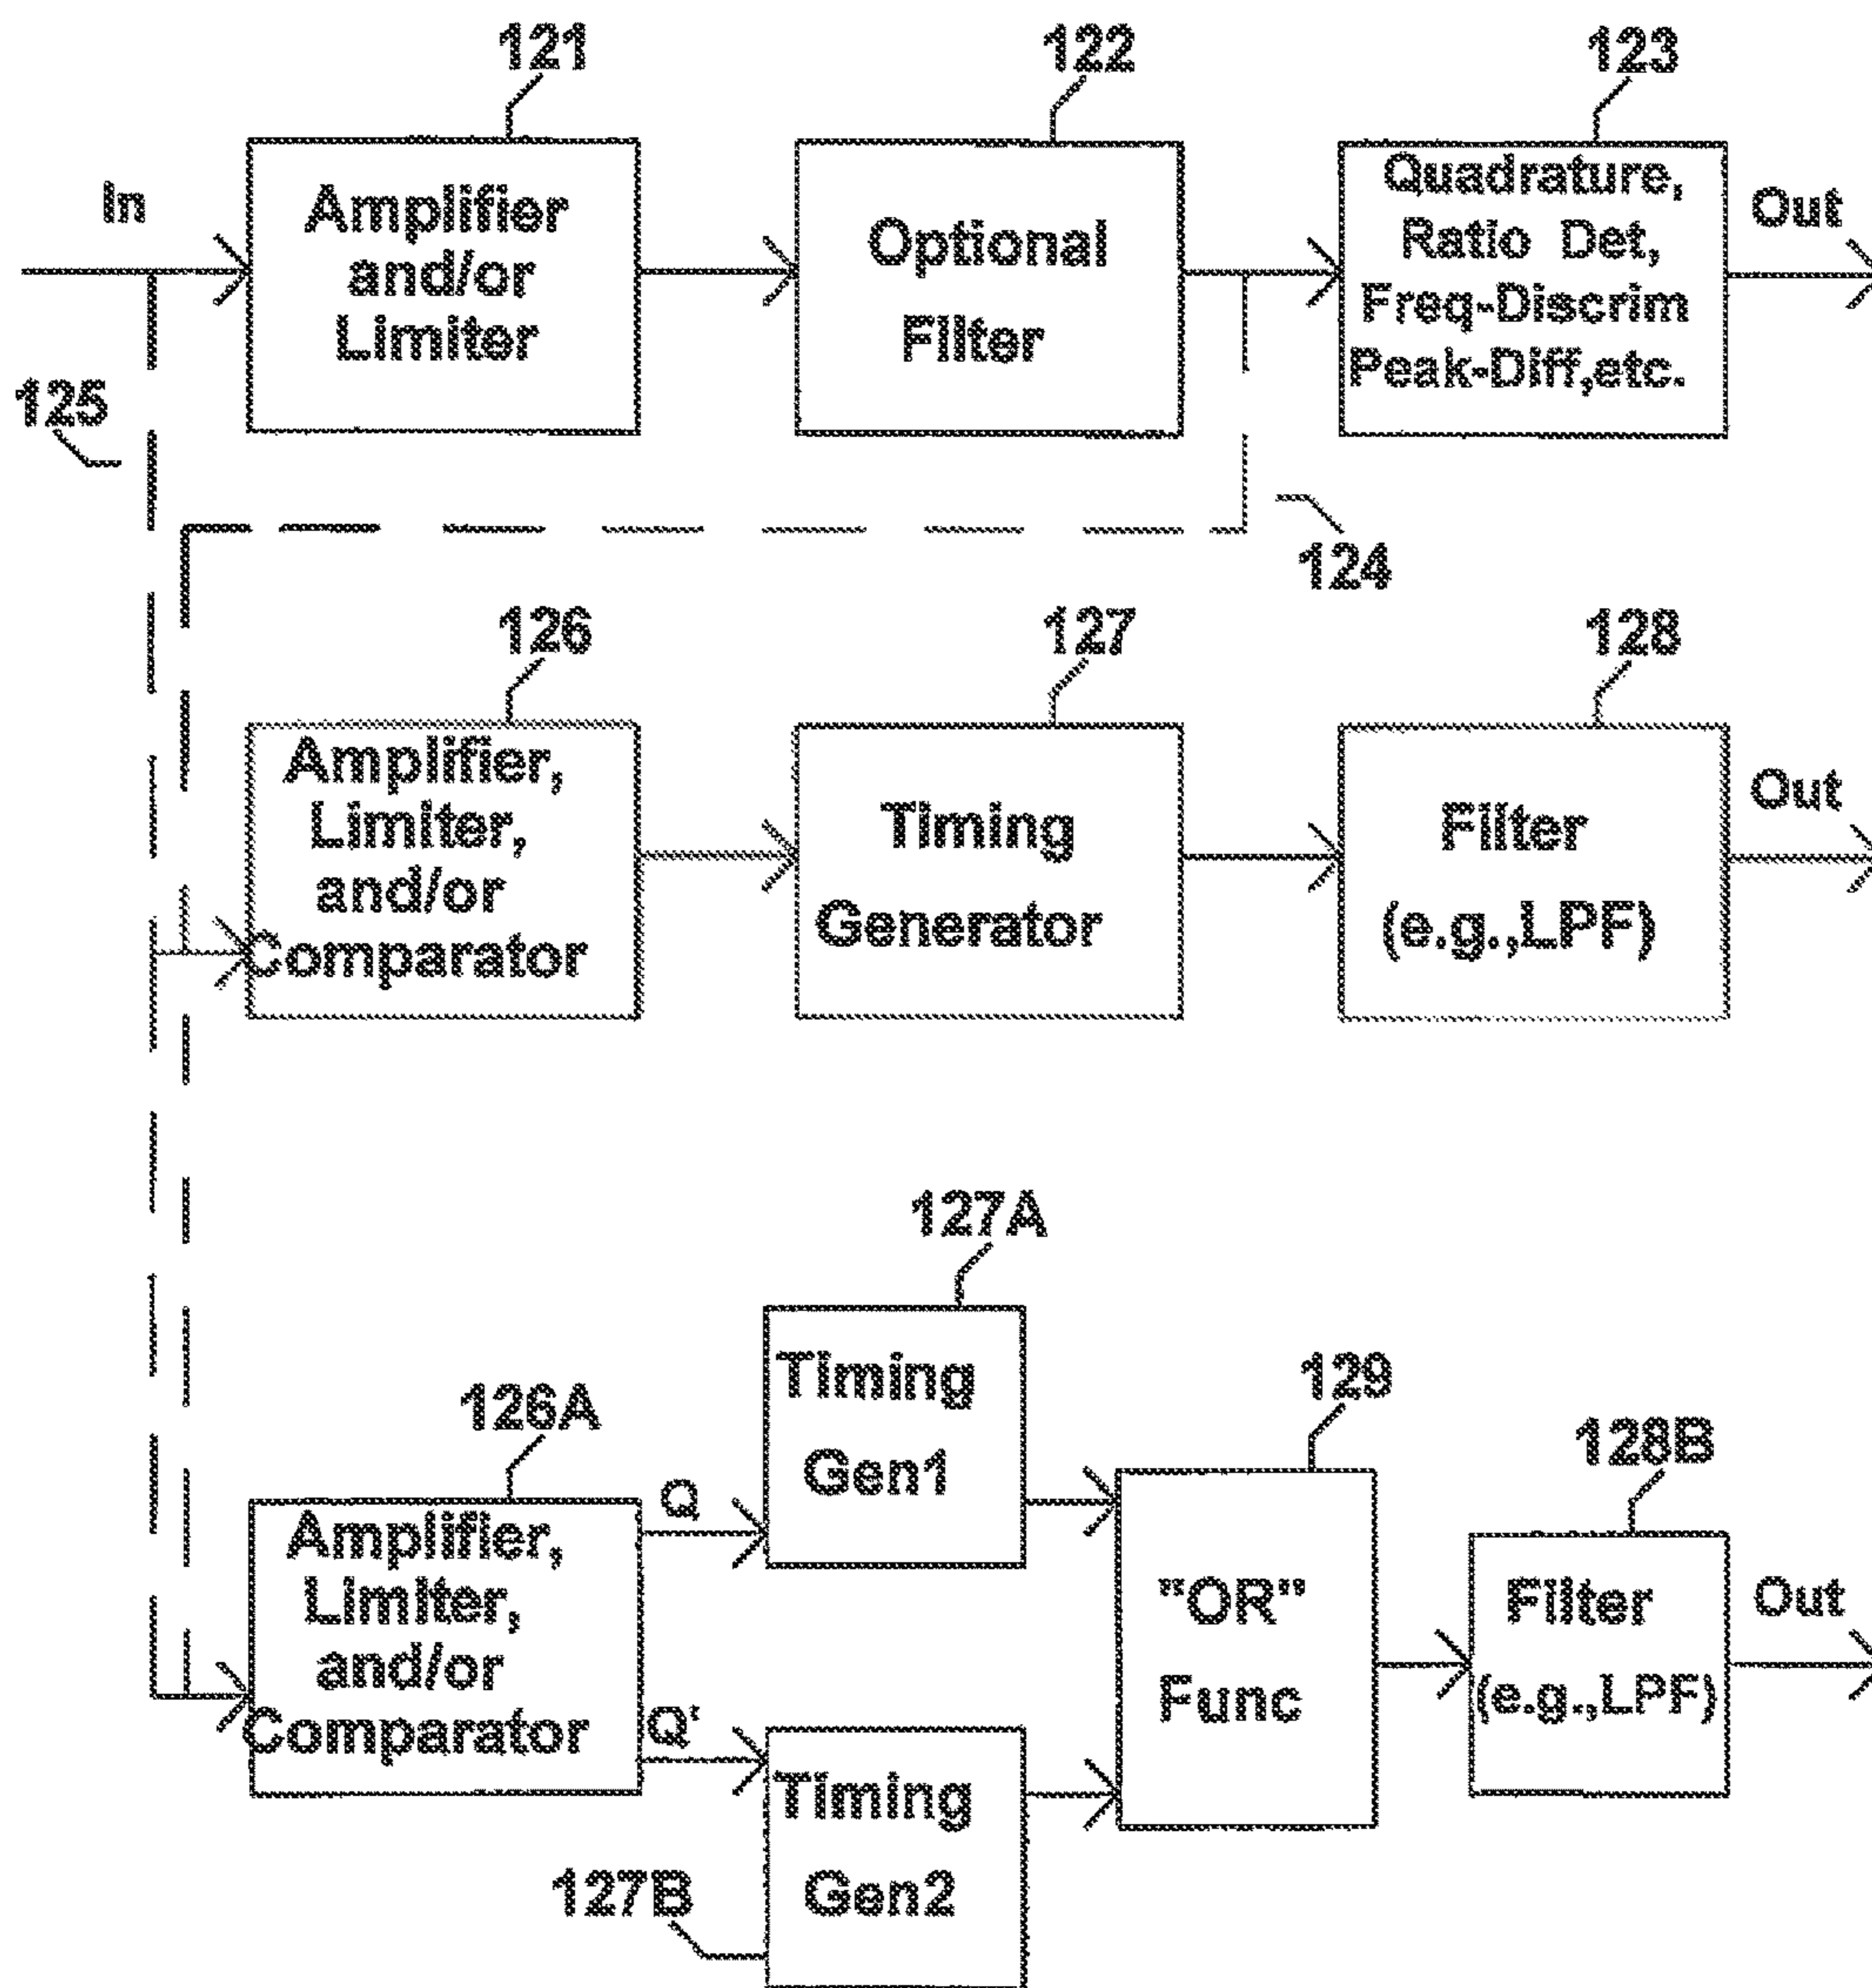 121
122
123
In
Amplifier
and/or
Limiter
Optional
Filter
Quadrature,
Ratio Det,
Freq-Discrim
Peak-Diff,etc.
Out
125
124
126
127
128
Amplifier,
Limiter,
and/or
Comparator
Timing
Generator
Filter
(e.g.,LPF)
Out
127A
126A
129
128B
Amplifier,
Limiter,
and/or
Comparator
Q
Q'
Timing
Gen1
127B
Timing
Gen2
"OR"
Func
Filter
(e.g.,LPF)
Out